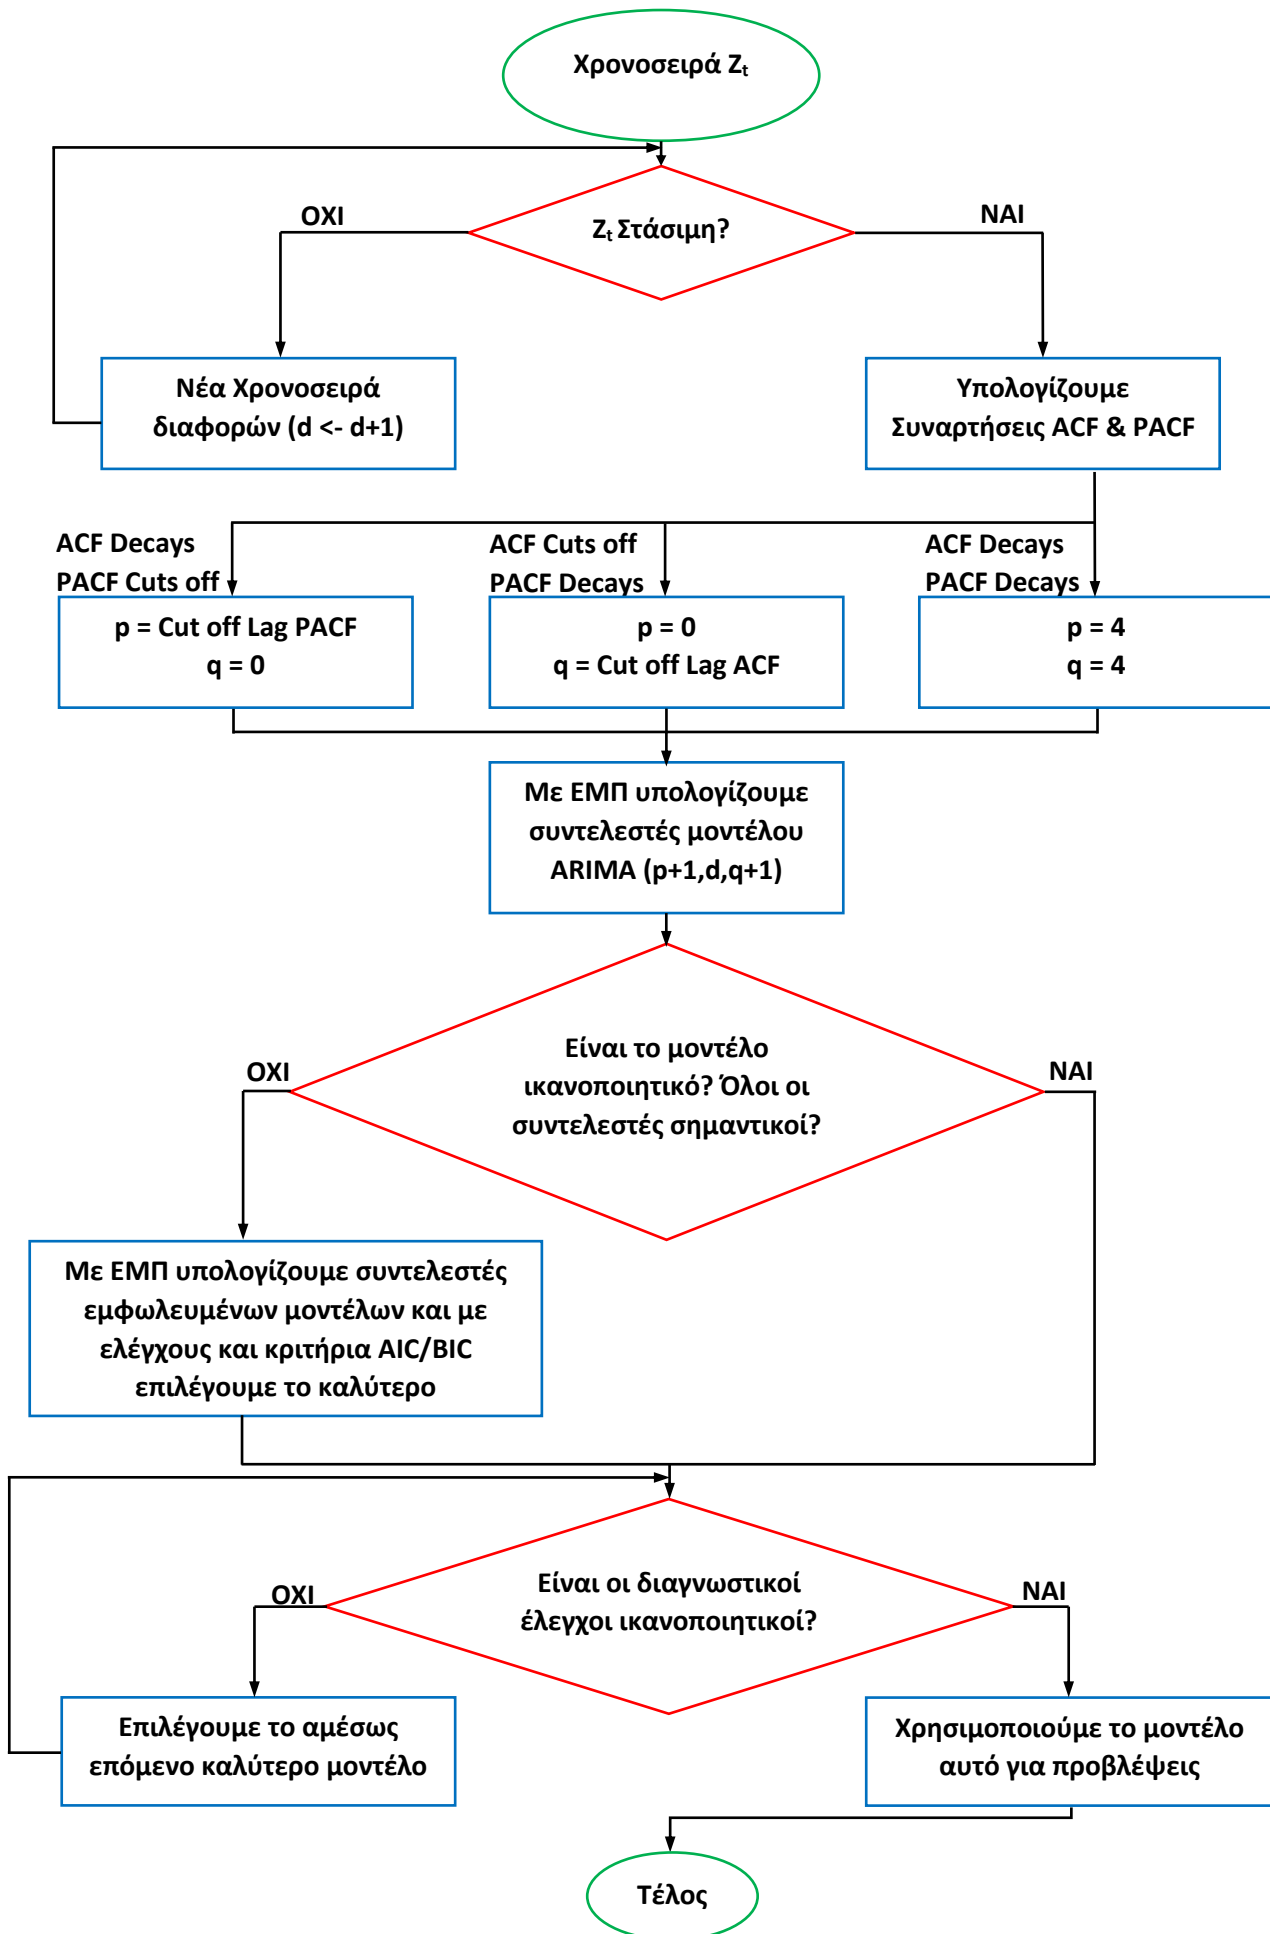 Χρονοσειρά Zt
ΟΧΙ
Zt Στάσιμη?
ΝΑΙ
Νέα Χρονοσειρά
διαφορών (d <- d+1)
Υπολογίζουμε
Συναρτήσεις ACF & PACF
ACF Decays
PACF Cuts off
ACF Cuts off
PACF Decays
ACF Decays
PACF Decays
p = Cut off Lag PACF
q = 0
p = 0
q = Cut off Lag ACF
p = 4
q = 4
Με ΕΜΠ υπολογίζουμε
συντελεστές μοντέλου
ARIMA (p+1,d,q+1)
ΟΧΙ
Είναι το μοντέλο
ικανοποιητικό? Όλοι οι
συντελεστές σημαντικοί?
ΝΑΙ
Με ΕΜΠ υπολογίζουμε συντελεστές
εμφωλευμένων μοντέλων και με
ελέγχους και κριτήρια AIC/BIC
επιλέγουμε το καλύτερο
ΟΧΙ
Είναι οι διαγνωστικοί
έλεγχοι ικανοποιητικοί?
ΝΑΙ
Επιλέγουμε το αμέσως
επόμενο καλύτερο μοντέλο
Χρησιμοποιούμε το μοντέλο
αυτό για προβλέψεις
Τέλος